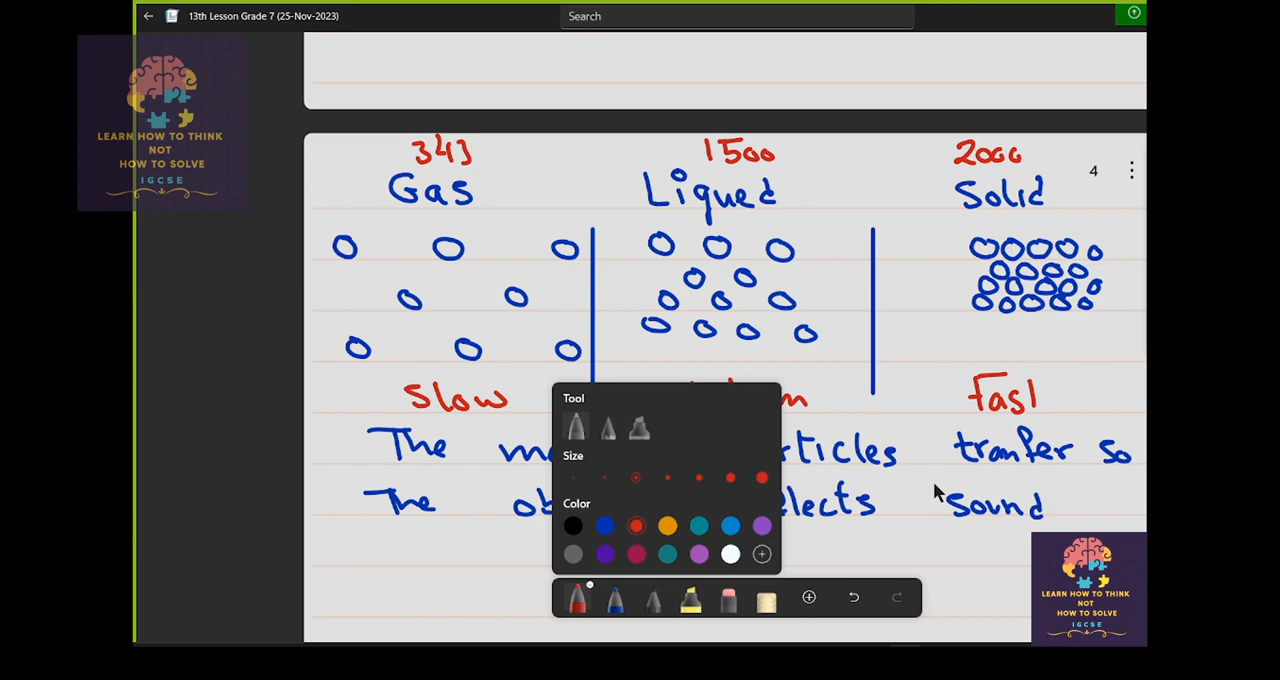 13th Lesson Grade 7 (25-Nov-2023)
Search
LEARN HOW TO THINK
NOT
HOW TO SOLVE
IGCSE
343 1500 2000
4
Gas Liqued Solid
Slow Fast
The particles tranfer so
The sound
Tool
Size
Color
LEARN HOW TO THINK
NOT
HOW TO SOLVE
IGCSE